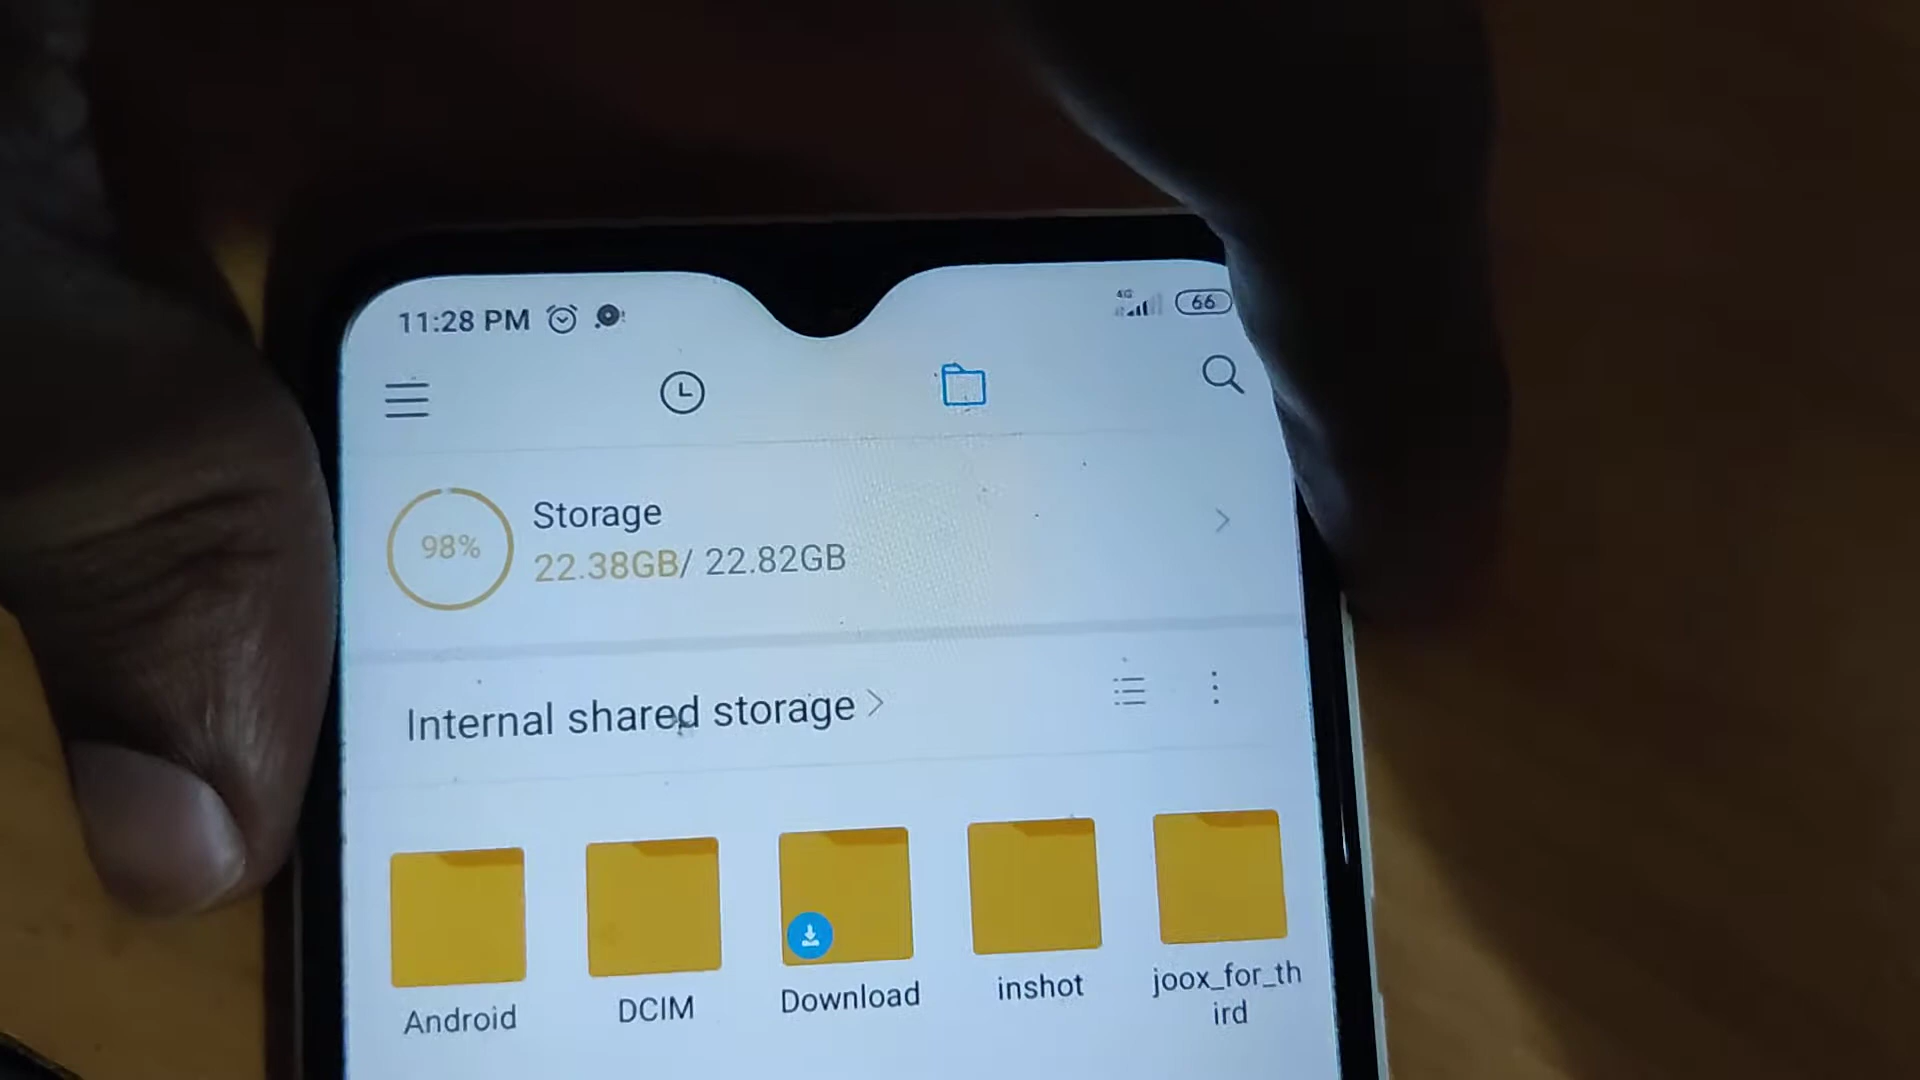 11:28 PM
4G
66
98%
Storage
22.38GB/ 22.82GB
Internal shared storage
Android
DCIM
Download
inshot
joox_for_th
ird